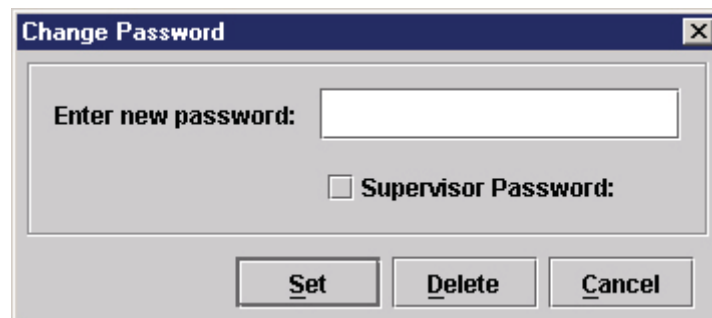 Change Password
Enter new password:
Supervisor Password:
Set Delete Cancel